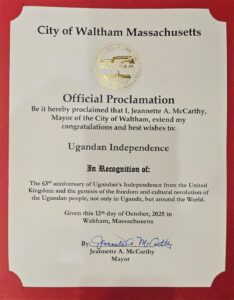 City of Waltham Massachusetts
Official Proclamation
Be it hereby proclaimed that I, Jeannette A. McCarthy,
Mayor of the City of Waltham, extend my
congratulations and best wishes to:
Ugandan Independence
In Recognition of:
The 63rd anniversary of Ugandan's Independence from the United
Kingdom and the genesis of the freedom and cultural revolution of
the Ugandan people, not only in Uganda, but around the World.
Given this 12th day of October, 2025 in
Waltham, Massachusetts
By: Jeannette A. McCarthy
Jeannette A. McCarthy
Mayor